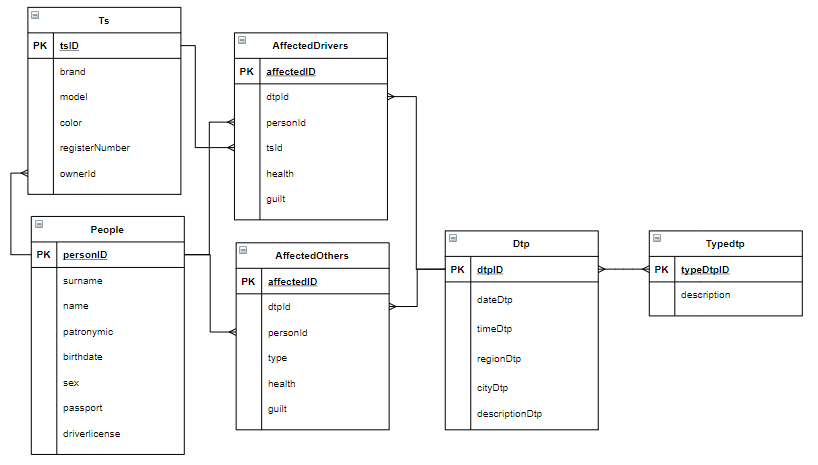 Ts
PK tsID
brand
model
color
registerNumber
ownerId
People
PK personID
surname
name
patronymic
birthdate
sex
passport
driverlicense
AffectedDrivers
PK affectedID
dtpId
personId
tsId
health
guilt
AffectedOthers
PK affectedID
dtpId
personId
type
health
guilt
Dtp
PK dtpID
dateDtp
timeDtp
regionDtp
cityDtp
descriptionDtp
Typedtp
PK typeDtpID
description